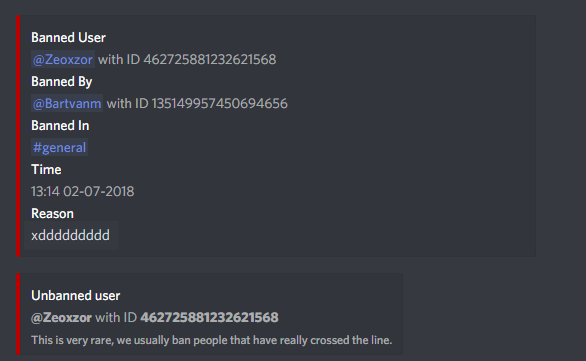 Banned User
@Zeoxzor with ID 462725881232621568
Banned By
@Bartvanm with ID 135149957450694656
Banned In
#general
Time
13:14 02-07-2018
Reason
xddddddddd
Unbanned user
@Zeoxzor with ID 462725881232621568
This is very rare, we usually ban people that have really crossed the line.